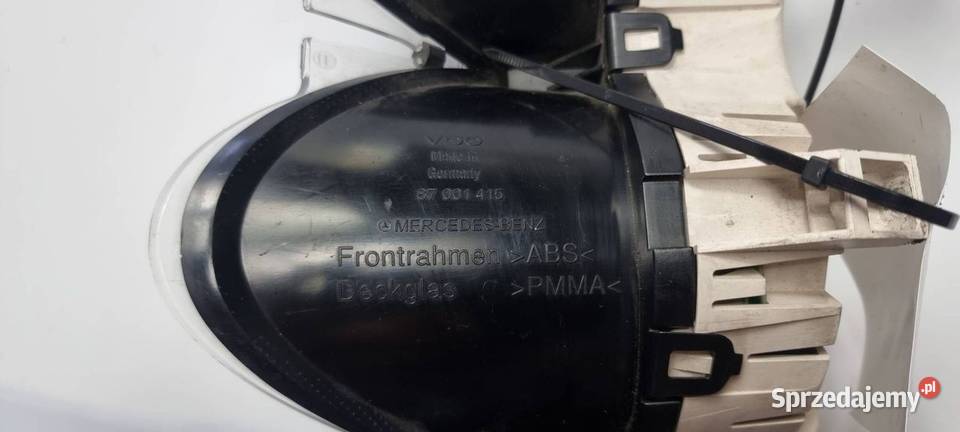 VDO
Made in
Germany
87 001 415
MERCEDES-BENZ
Frontrahmen >ABS<
Deckglas >PMMA<
Sprzedajemy.pl